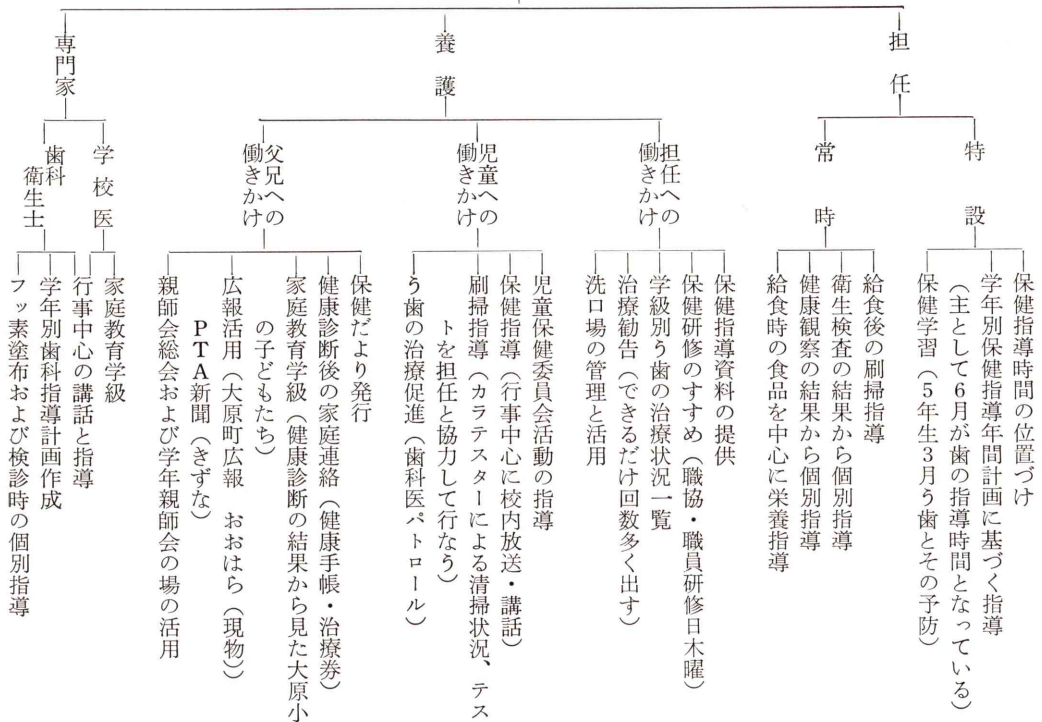 担任
特設
保健指導時間の位置づけ
学年別保健指導年間計画に基づく指導
(主として6月が歯の指導時間となっている)
保健学習(5年生3月う歯とその予防)
常時
給食後の刷掃指導
衛生検査の結果から個別指導
健康観察の結果から個別指導
給食時の食品を中心に栄養指導
養護
担任への
働きかけ
保健指導資料の提供
保健研修のすすめ(職協・職員研修日木曜)
学級別う歯の治療状況一覧
治療勧告(できるだけ回数多く出す)
洗口場の管理と活用
児童への
働きかけ
児童保健委員会活動の指導
保健指導(行事中心に校内放送・講話)
刷掃指導(カラテスターによる清掃状況、テス
トを担任と協力して行なう)
う歯の治療促進(歯科医パトロール)
父兄への
働きかけ
保健だより発行
健康診断後の家庭連絡(健康手帳・治療券)
家庭教育学級(健康診断の結果から見た大原小
の子どもたち)
広報活用(大原町広報 おおはら(現物))
PTA新聞(きずな)
親師会総会および学年親師会の場の活用
専門家
学校医
家庭教育学級
行事中心の講話と指導
歯科
衛生士
学年別歯科指導計画作成
フッ素塗布および検診時の個別指導